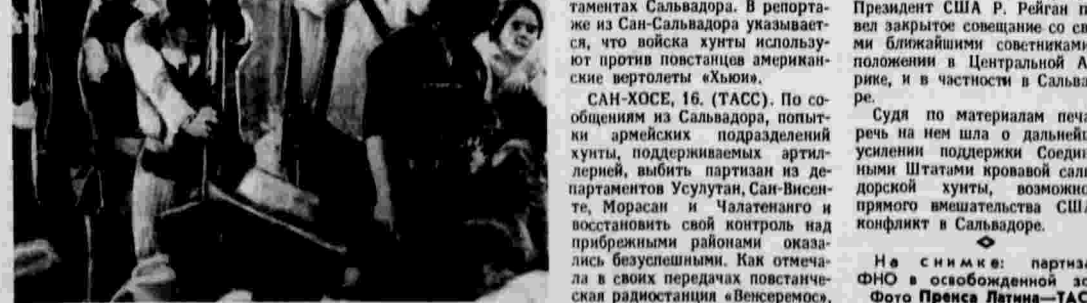 таментах Сальвадора. В репорта-
же из Сан-Сальвадора указывает-
ся, что войска хунты использу-
ют против повстанцев американ-
ские вертолеты «Хьюи».
САН-ХОСЕ, 16. (ТАСС). По со-
общениям из Сальвадора, попыт-
ки армейских подразделений
хунты, поддерживаемых артил-
лерией, выбить партизан из де-
партаментов Усулутан, Сан-Висен-
те, Морасан и Чалатенанго и
восстановить свой контроль над
прибрежными районами оказа-
лись безуспешными. Как отмеча-
ла в своих передачах повстанче-
ская радиостанция «Венсеремос»,
Президент США Р. Рейган п
вел закрытое совещание со св
ми ближайшими советниками
положении в Центральной А
рике, и в частности в Сальва
ре.
Судя по материалам печа
речь на нем шла о дальней
усилении поддержки Соедин
ными Штатами кровавой саль
дорской хунты, возможно
прямого вмешательства США
конфликт в Сальвадоре.
На снимке: партиза
ФНО в освобожденной зо
Фото Пренса Латина—ТАС